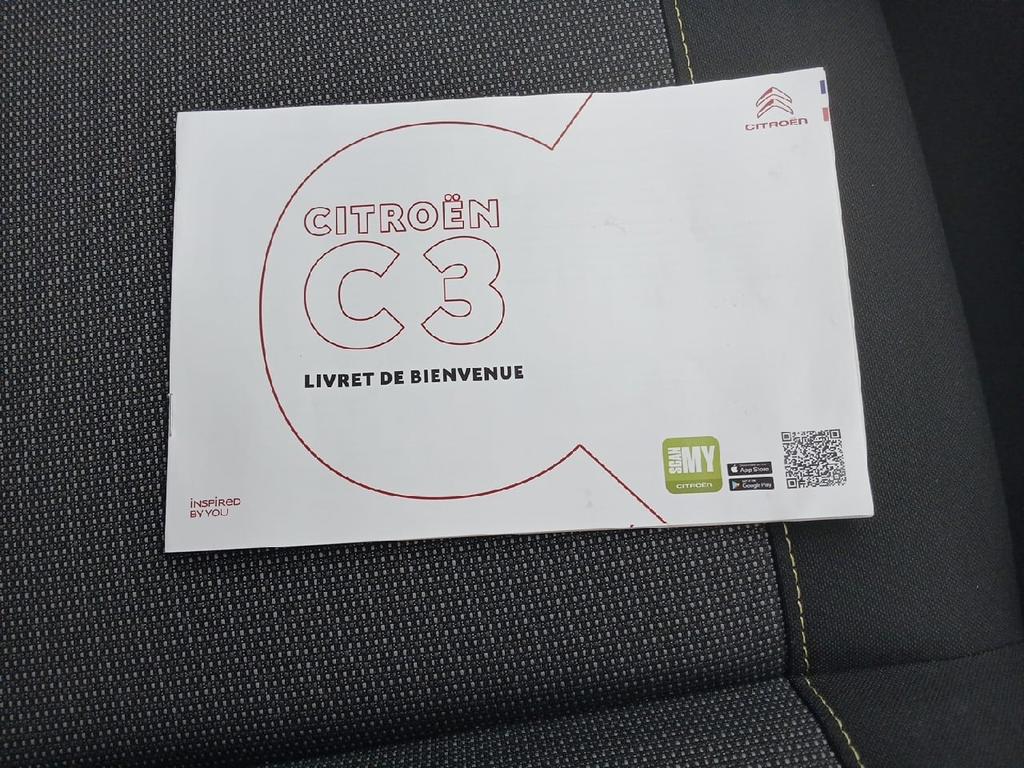 CITROËN
CITROËN
C3
LIVRET DE BIENVENUE
SCAN
MY
CITROËN
App Store
Google Play
INSPIRED
BY YOU